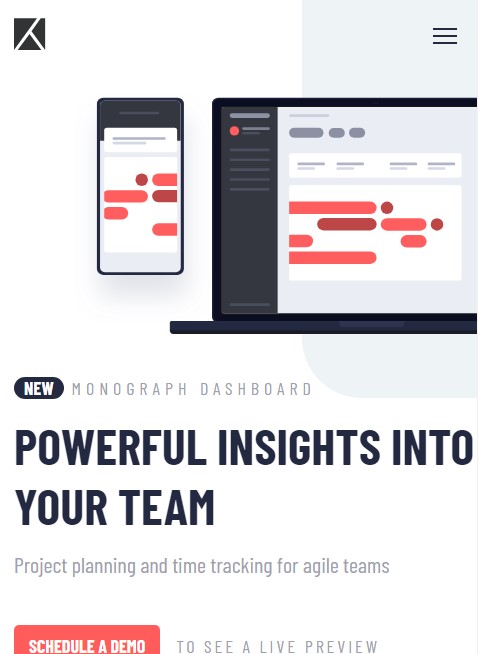 NEW MONOGRAPH DASHBOARD
POWERFUL INSIGHTS INTO
YOUR TEAM
Project planning and time tracking for agile teams
SCHEDULE A DEMO TO SEE A LIVE PREVIEW